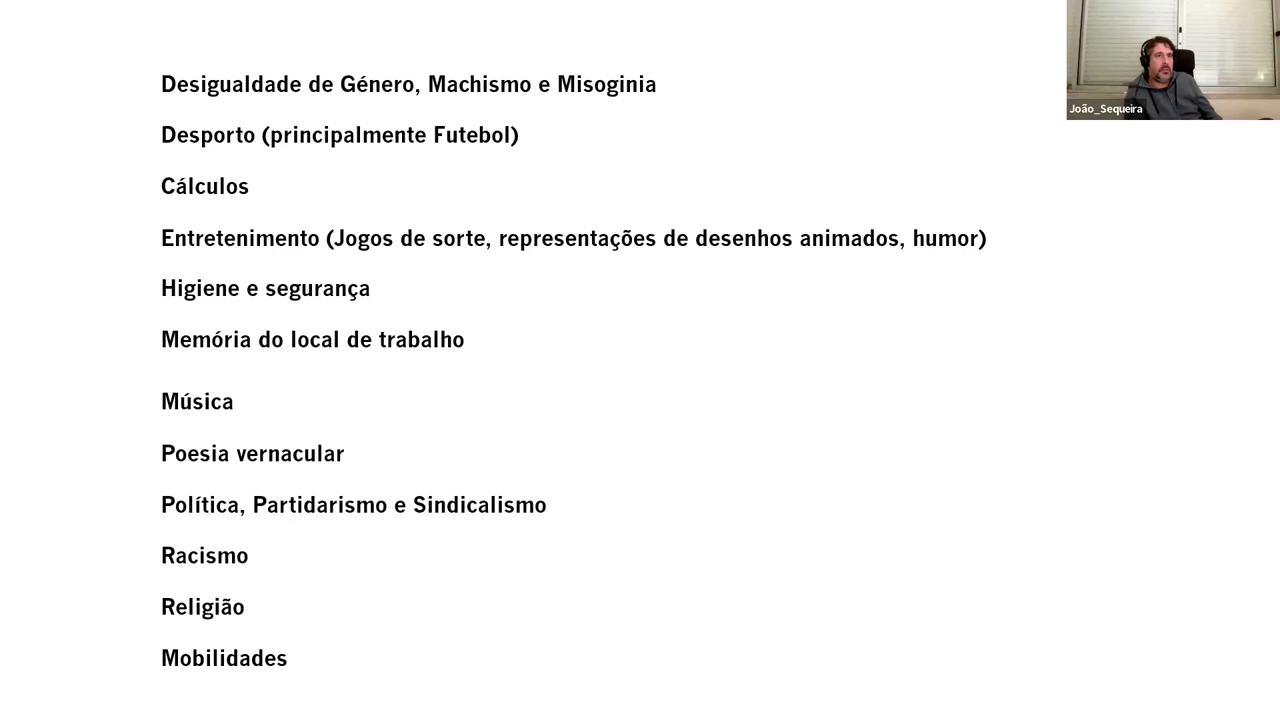 Desigualdade de Género, Machismo e Misoginia
Desporto (principalmente Futebol)
Cálculos
Entretenimento (Jogos de sorte, representações de desenhos animados, humor)
Higiene e segurança
Memória do local de trabalho
Música
Poesia vernacular
Política, Partidarismo e Sindicalismo
Racismo
Religião
Mobilidades
João_Sequeira